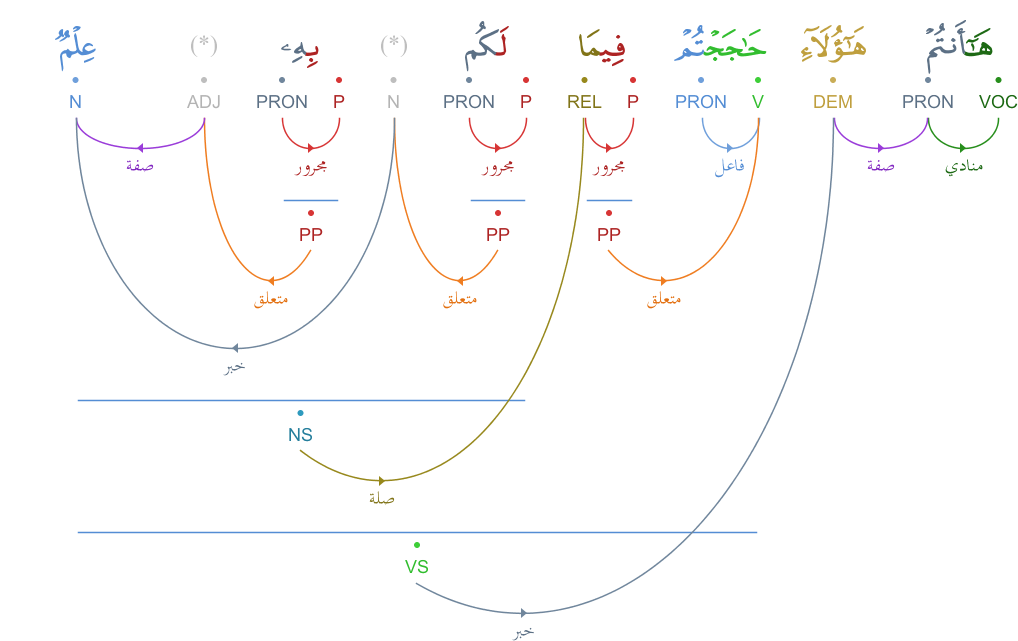 هَـٰٓأَنتُمْ هَـٰٓؤُلَآءِ حَـٰجَجْتُمْ فِيمَا لَكُم (*) بِهِۦ (*) عِلْمٌ
VOC PRON DEM V PRON REL P PRON P N PRON P ADJ N
منادي صفة فاعل مجرور مجرور مجرور صفة
PP PP PP
متعلق متعلق متعلق
خبر
NS
صلة
VS
خبر